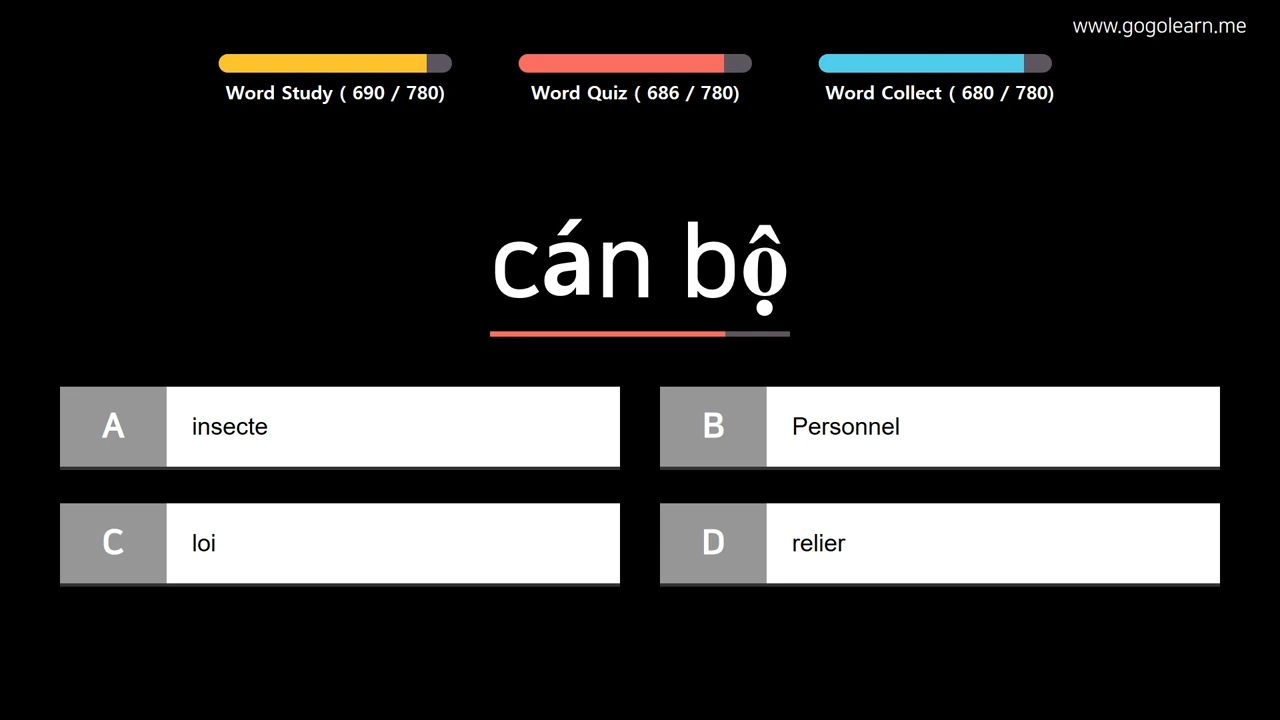 www.gogolearn.me
Word Study ( 690 / 780)
Word Quiz ( 686 / 780)
Word Collect ( 680 / 780)
cán bộ
A insecte
B Personnel
C loi
D relier